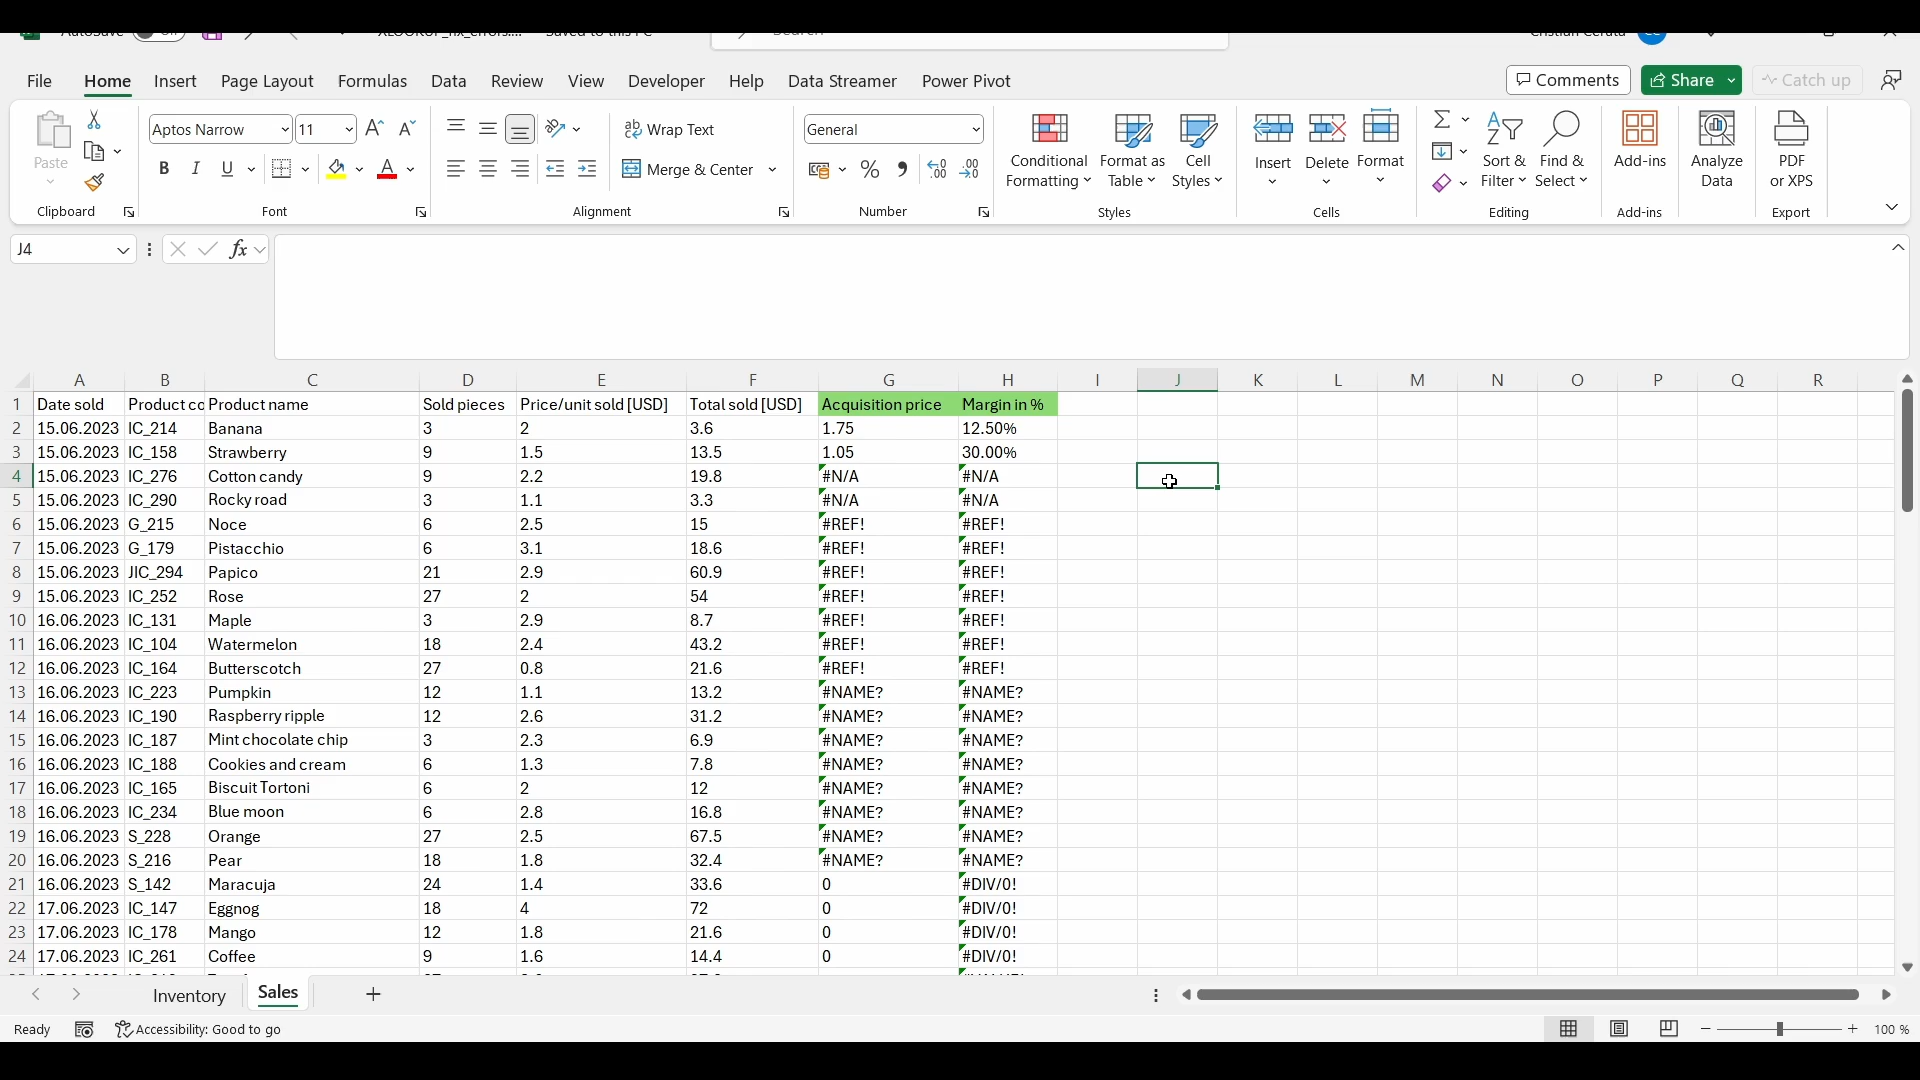 File Home Insert Page Layout Formulas Data Review View Developer Help Data Streamer Power Pivot Comments Share Catch up
Paste Aptos Narrow 11 Wrap Text General Conditional Formatting Format as Table Cell Styles Insert Delete Format Sort & Filter Find & Select Add-ins Analyze Data PDF or XPS
B I U Merge & Center % 
Clipboard Font Alignment Number Styles Cells Editing Add-ins Export
J4 fx
A B C D E F G H I J K L M N O P Q R
1 Date sold Product co Product name Sold pieces Price/unit sold [USD] Total sold [USD] Acquisition price Margin in %
2 15.06.2023 IC_214 Banana 3 2 3.6 1.75 12.50%
3 15.06.2023 IC_158 Strawberry 9 1.5 13.5 1.05 30.00%
4 15.06.2023 IC_276 Cotton candy 9 2.2 19.8 #N/A #N/A
5 15.06.2023 IC_290 Rocky road 3 1.1 3.3 #N/A #N/A
6 15.06.2023 G_215 Noce 6 2.5 15 #REF! #REF!
7 15.06.2023 G_179 Pistacchio 6 3.1 18.6 #REF! #REF!
8 15.06.2023 JIC_294 Papico 21 2.9 60.9 #REF! #REF!
9 15.06.2023 IC_252 Rose 27 2 54 #REF! #REF!
10 16.06.2023 IC_131 Maple 3 2.9 8.7 #REF! #REF!
11 16.06.2023 IC_104 Watermelon 18 2.4 43.2 #REF! #REF!
12 16.06.2023 IC_164 Butterscotch 27 0.8 21.6 #REF! #REF!
13 16.06.2023 IC_223 Pumpkin 12 1.1 13.2 #NAME? #NAME?
14 16.06.2023 IC_190 Raspberry ripple 12 2.6 31.2 #NAME? #NAME?
15 16.06.2023 IC_187 Mint chocolate chip 3 2.3 6.9 #NAME? #NAME?
16 16.06.2023 IC_188 Cookies and cream 6 1.3 7.8 #NAME? #NAME?
17 16.06.2023 IC_165 Biscuit Tortoni 6 2 12 #NAME? #NAME?
18 16.06.2023 IC_234 Blue moon 6 2.8 16.8 #NAME? #NAME?
19 16.06.2023 S_228 Orange 27 2.5 67.5 #NAME? #NAME?
20 16.06.2023 S_216 Pear 18 1.8 32.4 #NAME? #NAME?
21 16.06.2023 S_142 Maracuja 24 1.4 33.6 0 #DIV/0!
22 17.06.2023 IC_147 Eggnog 18 4 72 0 #DIV/0!
23 17.06.2023 IC_178 Mango 12 1.8 21.6 0 #DIV/0!
24 17.06.2023 IC_261 Coffee 9 1.6 14.4 0 #DIV/0!
Inventory Sales
Ready Accessibility: Good to go 100 %